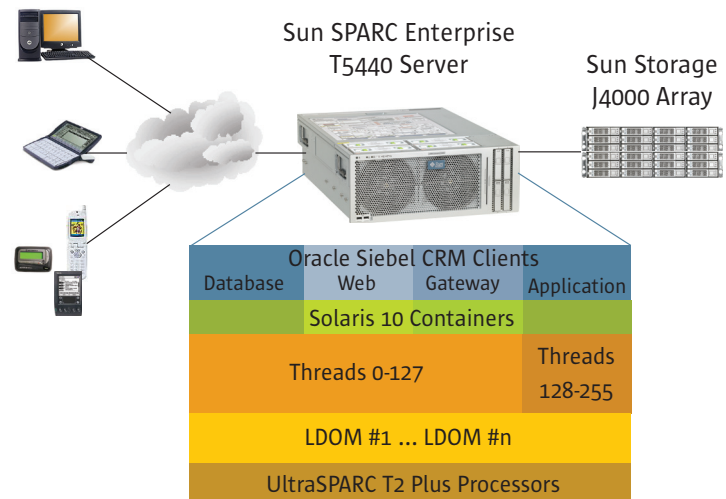 Sun SPARC Enterprise
T5440 Server
Sun Storage
J4000 Array
Oracle Siebel CRM Clients
Database Web Gateway Application
Solaris 10 Containers
Threads 0-127
Threads
128-255
LDOM #1 ... LDOM #n
UltraSPARC T2 Plus Processors